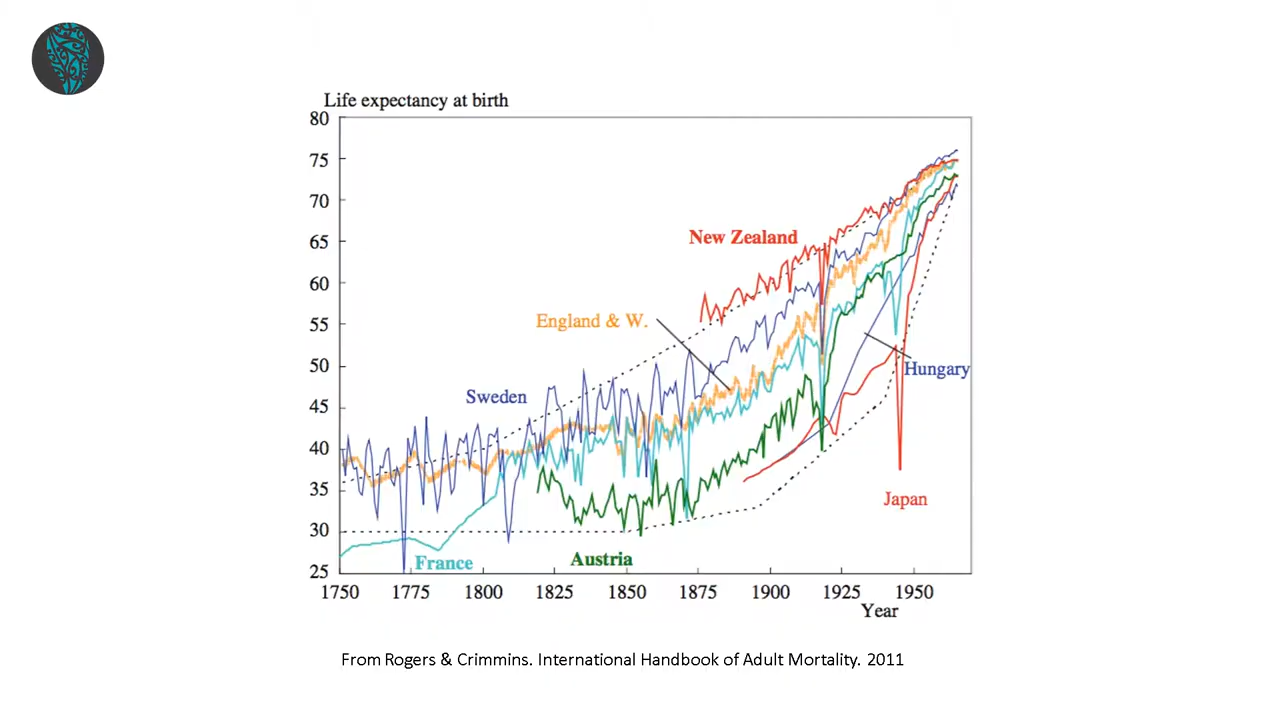 Life expectancy at birth
80
75
70
65
60
55
50
45
40
35
30
25
New Zealand
England & W.
Sweden
Hungary
Japan
France
Austria
1750
1775
1800
1825
1850
1875
1900
1925
1950
Year
From Rogers & Crimmins. International Handbook of Adult Mortality. 2011